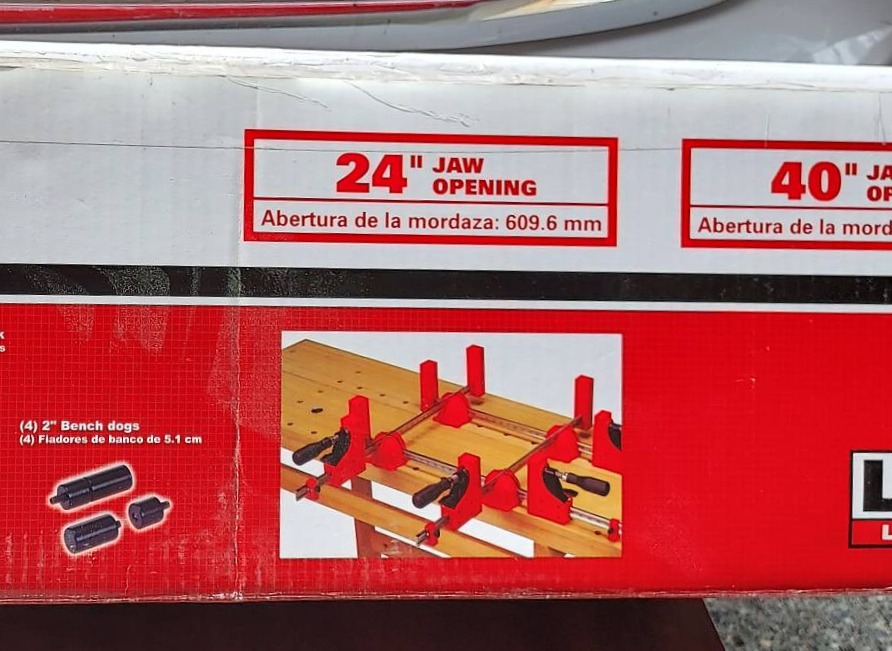 24" JAW
OPENING
Abertura de la mordaza: 609.6 mm
40"
Abertura de la
(4) 2" Bench dogs
(4) Fiadores de banco de 5.1 cm